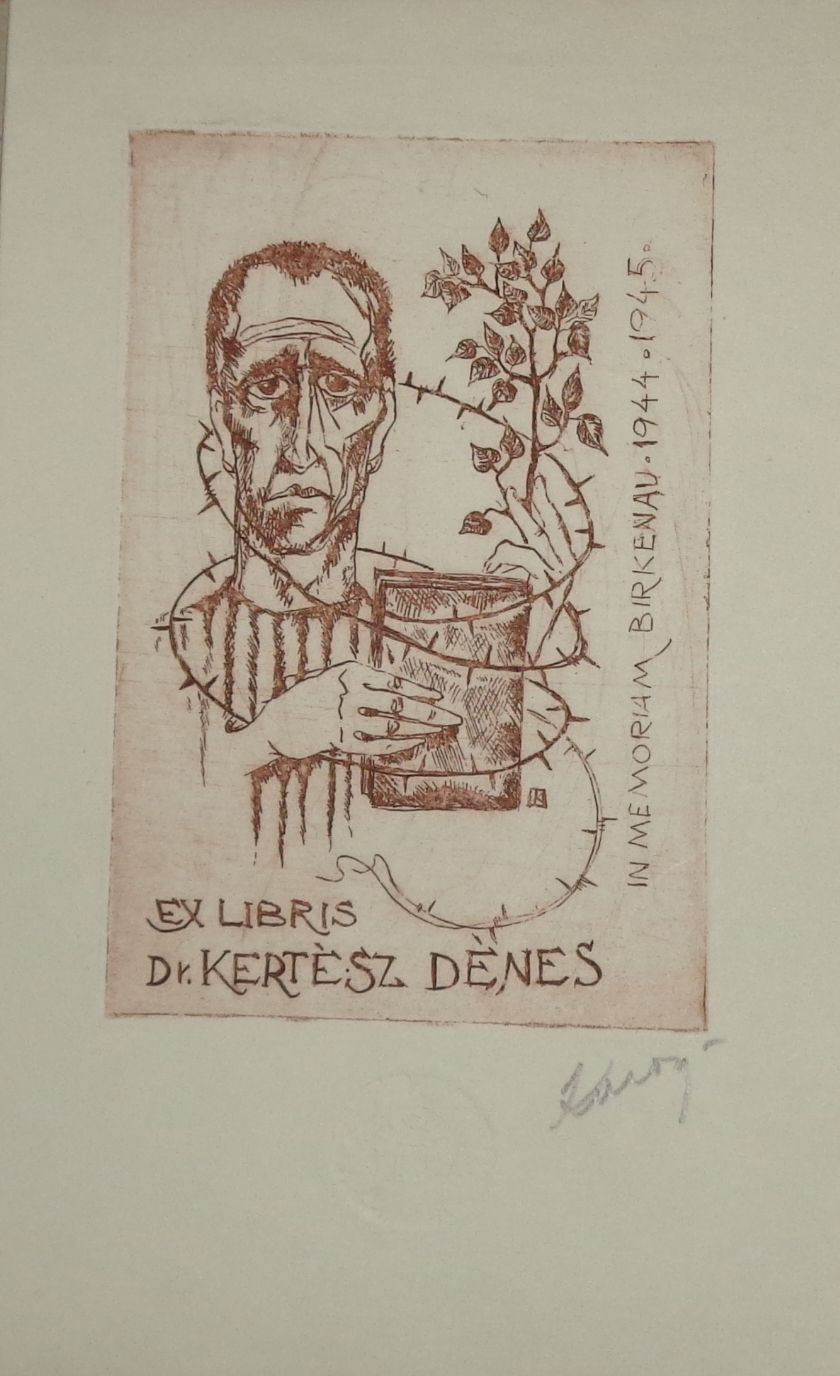 IN MEMORIAM BIRKENAU · 1944 · 1945.
EX LIBRIS
Dr. KERTÈSZ DÈNES